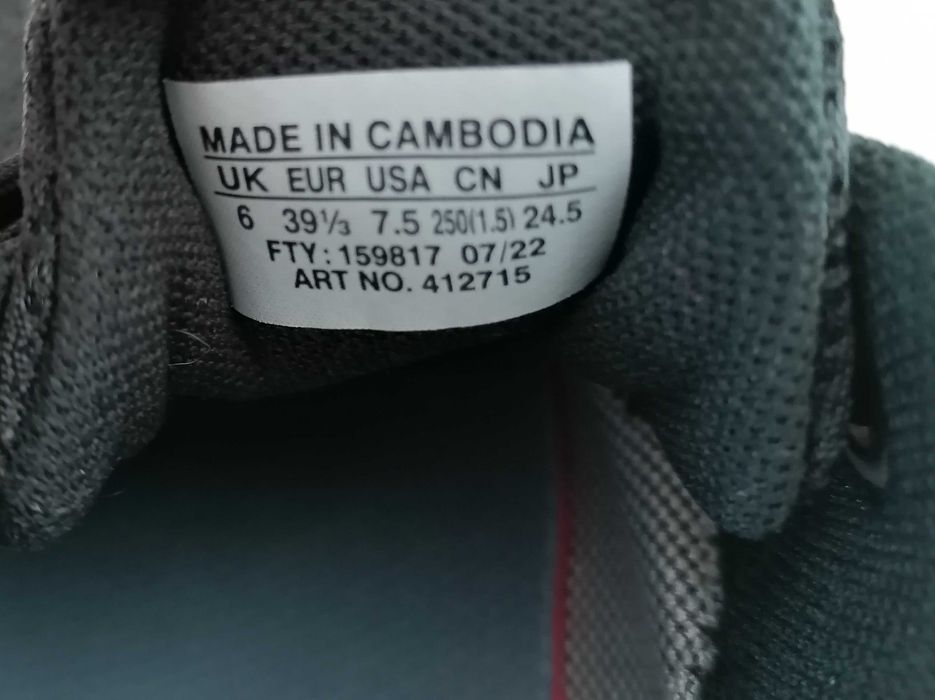 MADE IN CAMBODIA
UK EUR USA CN JP
6 39⅓ 7.5 250(1.5) 24.5
FTY: 159817 07/22
ART NO. 412715